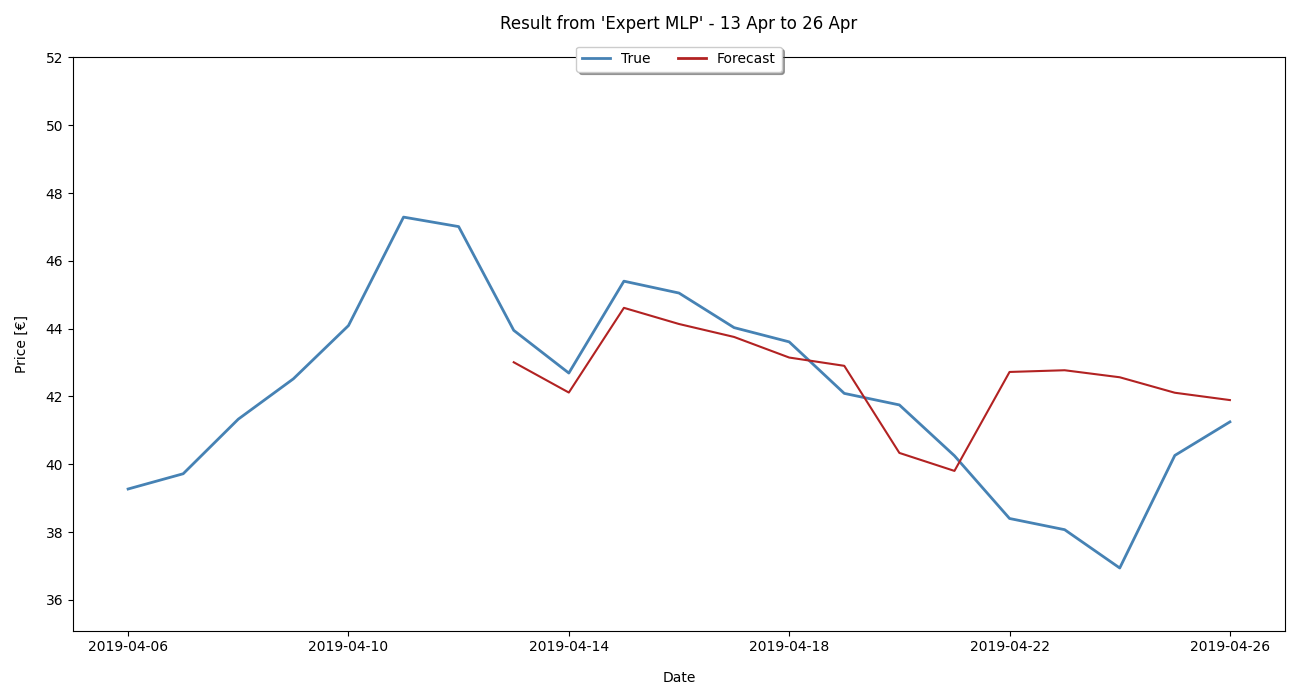 Result from 'Expert MLP' - 13 Apr to 26 Apr
True Forecast
52
50
48
46
44
42
40
38
36
Price [€]
2019-04-06 2019-04-10 2019-04-14 2019-04-18 2019-04-22 2019-04-26
Date